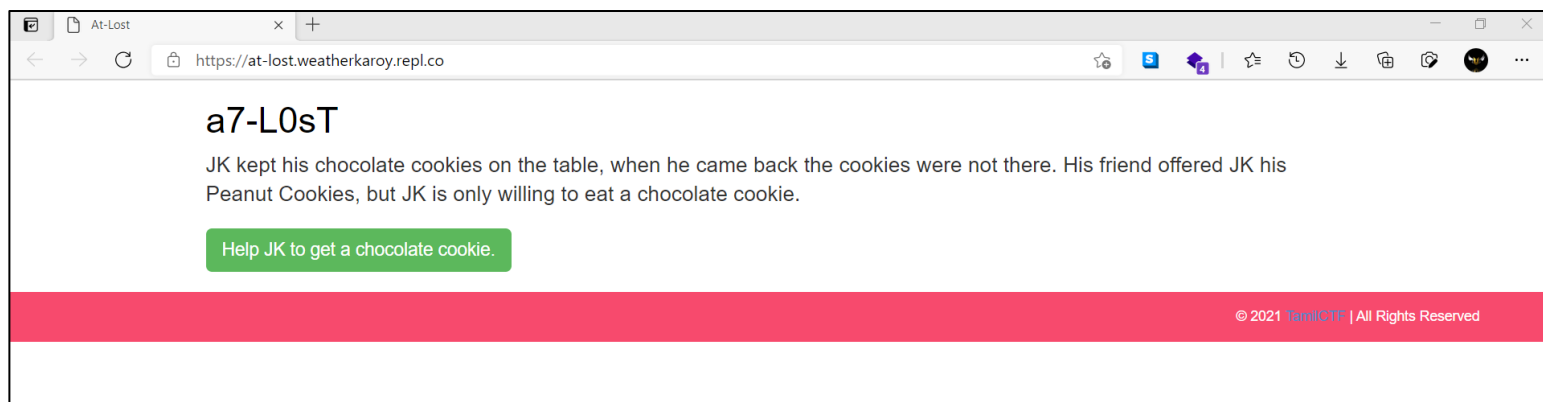 At-Lost
https://at-lost.weatherkaroy.repl.co
S
4
a7-L0sT
JK kept his chocolate cookies on the table, when he came back the cookies were not there. His friend offered JK his
Peanut Cookies, but JK is only willing to eat a chocolate cookie.
Help JK to get a chocolate cookie.
© 2021 TamilCTF | All Rights Reserved